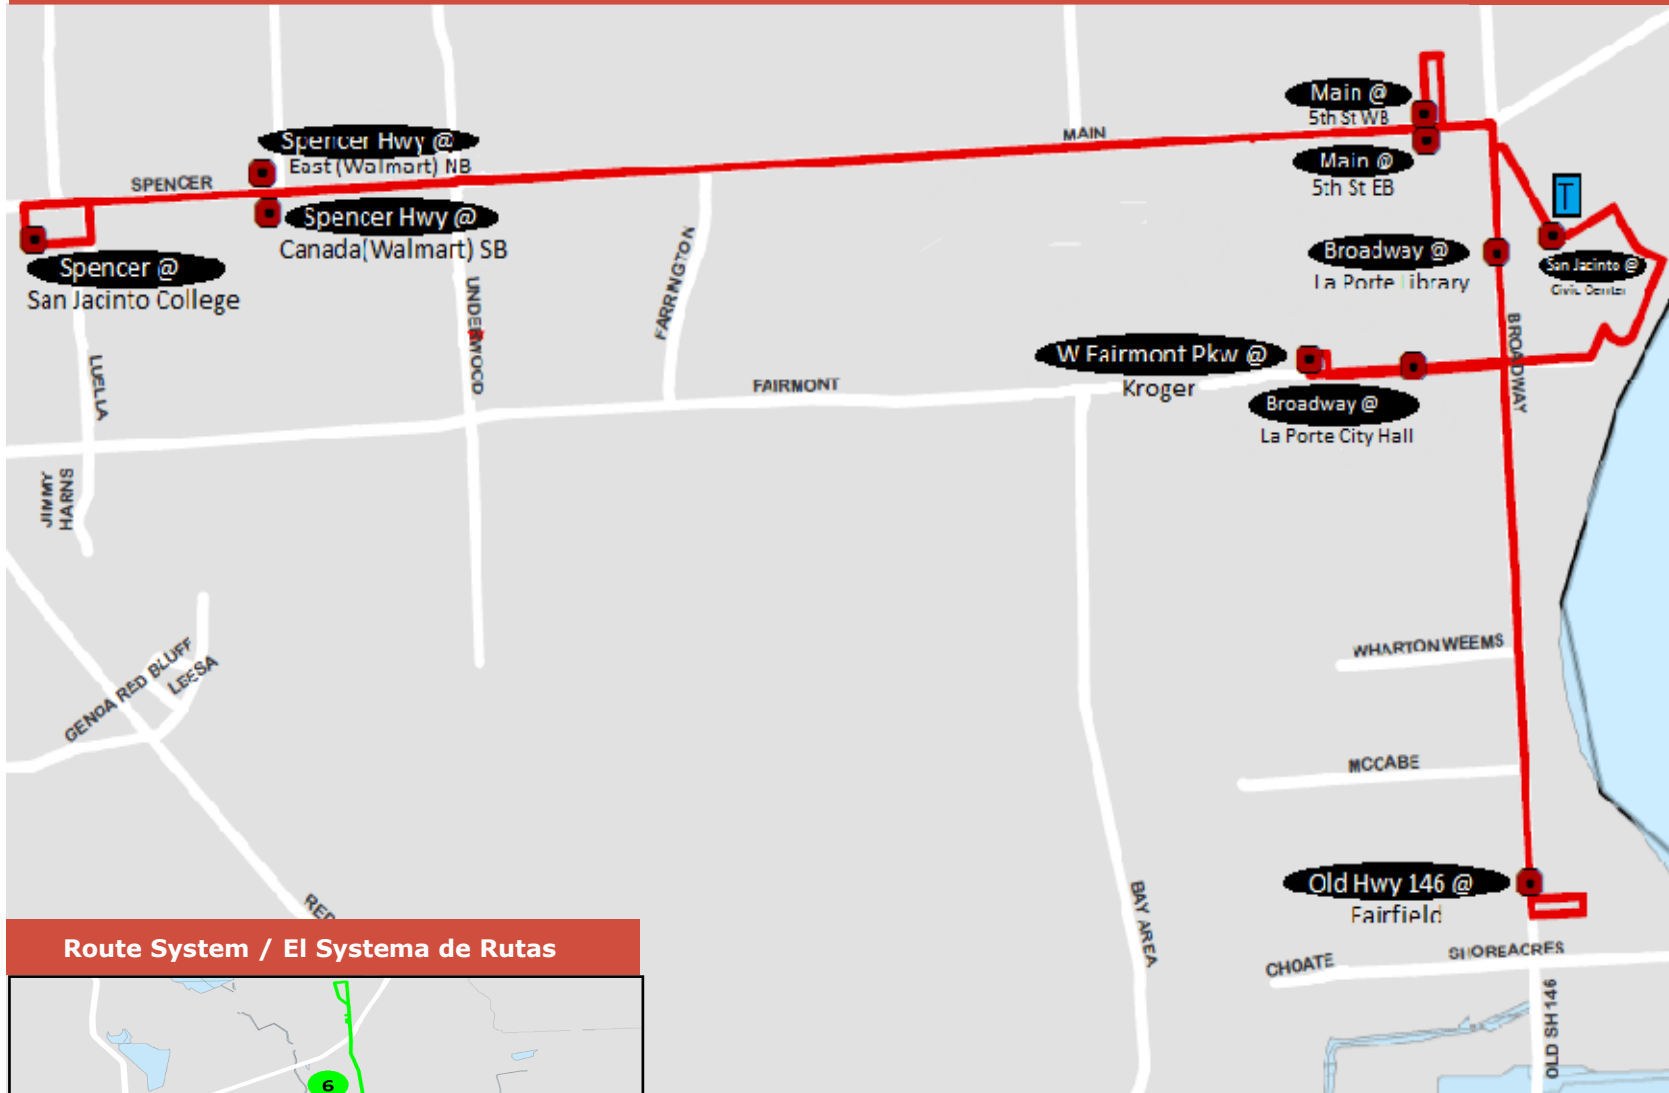 Main @
5th St WB
MAIN
Spencer Hwy @
East (Walmart) NB
Main @
5th St EB
SPENCER
T
Spencer Hwy @
Canada(Walmart) SB
Broadway @
La Porte Library
San Jacinto @
Civic Center
Spencer @
San Jacinto College
UNDERWOOD
FARRINGTON
BROADWAY
W Fairmont Pkw @
Kroger
LUELLA
FAIRMONT
Broadway @
La Porte City Hall
JIMMY
HARNS
WHARTON WEEMS
GENOA RED BLUFF
LEESA
MCCABE
Old Hwy 146 @
Fairfield
RED
BAY AREA
CHOATE
SHOREACRES
OLD SH 146
Route System / El Systema de Rutas
6